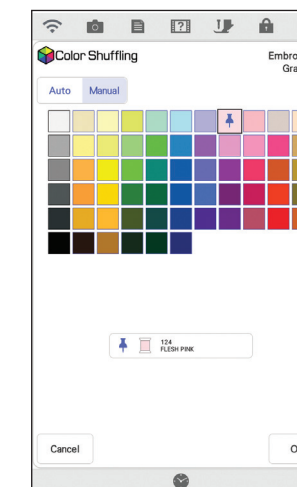 Color Shuffling
Embro
Gra
Auto Manual
124
FLESH PINK
Cancel
O